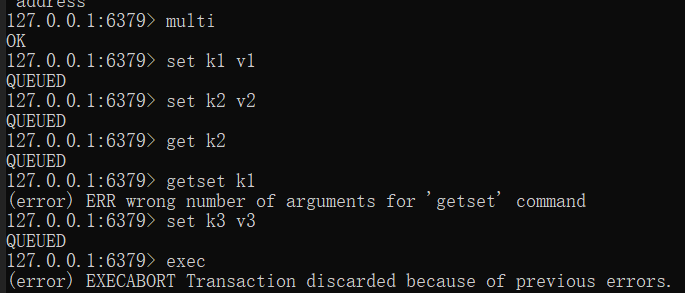 address
127.0.0.1:6379> multi
OK
127.0.0.1:6379> set k1 v1
QUEUED
127.0.0.1:6379> set k2 v2
QUEUED
127.0.0.1:6379> get k2
QUEUED
127.0.0.1:6379> getset k1
(error) ERR wrong number of arguments for 'getset' command
127.0.0.1:6379> set k3 v3
QUEUED
127.0.0.1:6379> exec
(error) EXECABORT Transaction discarded because of previous errors.